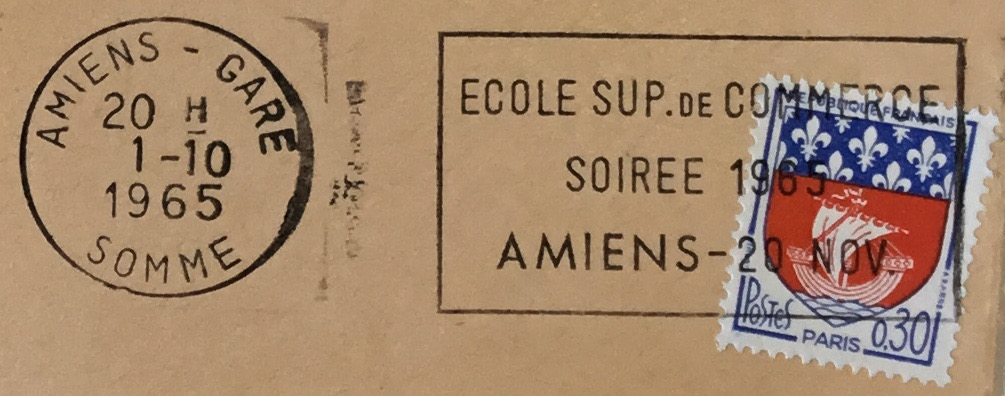 AMIENS - GARE
20 H
1-10
1965
SOMME
ECOLE SUP. DE COMMERCE
SOIREE 1965
AMIENS - 20 NOV.
REPUBLIQUE FRANCAISE
POSTES
0,30
PARIS